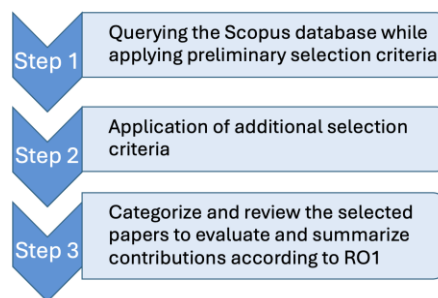 Step 1
Querying the Scopus database while
applying preliminary selection criteria
Step 2
Application of additional selection
criteria
Step 3
Categorize and review the selected
papers to evaluate and summarize
contributions according to RO1